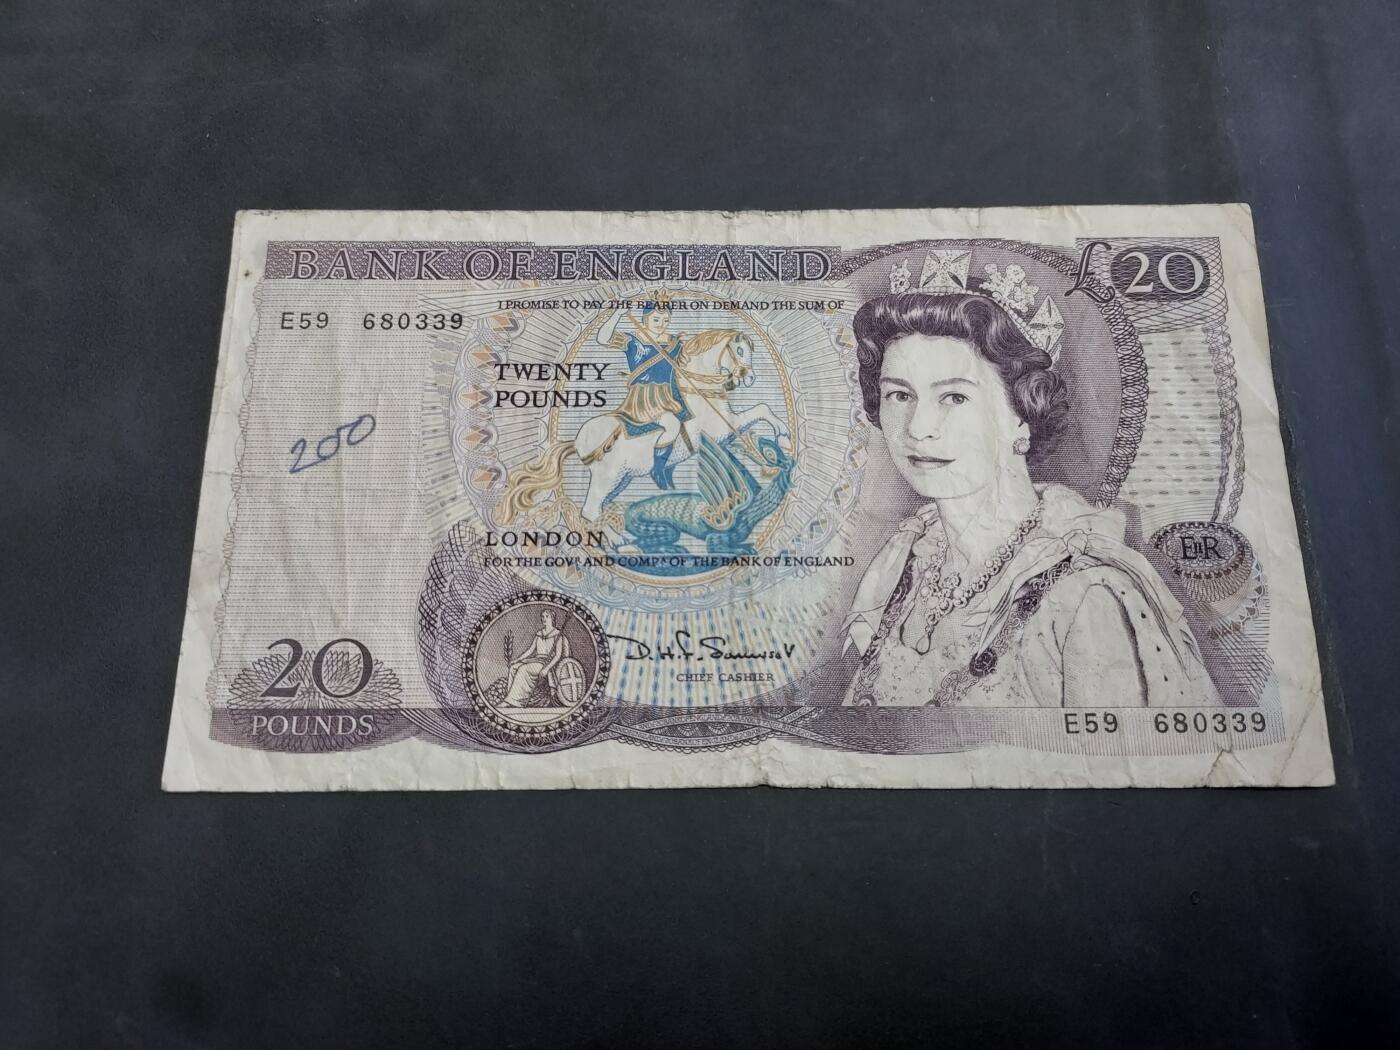 BANK OF ENGLAND
£20
I PROMISE TO PAY THE BEARER ON DEMAND THE SUM OF
E59 680339
TWENTY
POUNDS
200
LONDON
FOR THE GOVR AND COMPA OF THE BANK OF ENGLAND
EIIR
D.H.F. Somerset
CHIEF CASHIER
20
POUNDS
E59 680339